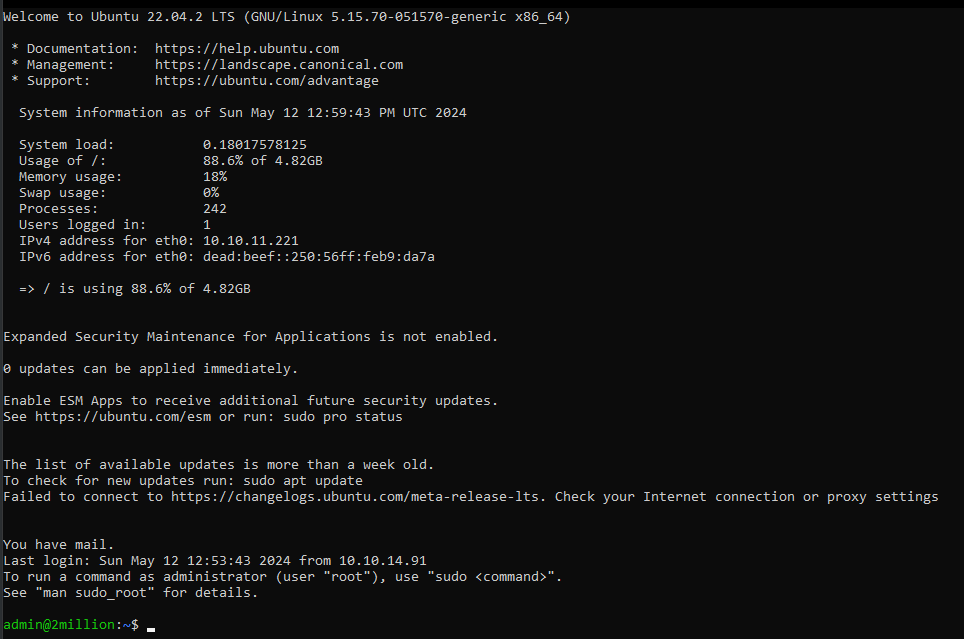 Welcome to Ubuntu 22.04.2 LTS (GNU/Linux 5.15.70-051570-generic x86_64)
* Documentation:  https://help.ubuntu.com
* Management:     https://landscape.canonical.com
* Support:        https://ubuntu.com/advantage
System information as of Sun May 12 12:59:43 PM UTC 2024
System load:           0.18017578125
Usage of /:            88.6% of 4.82GB
Memory usage:          18%
Swap usage:            0%
Processes:             242
Users logged in:       1
IPv4 address for eth0: 10.10.11.221
IPv6 address for eth0: dead:beef::250:56ff:feb9:da7a
=> / is using 88.6% of 4.82GB
Expanded Security Maintenance for Applications is not enabled.
0 updates can be applied immediately.
Enable ESM Apps to receive additional future security updates.
See https://ubuntu.com/esm or run: sudo pro status
The list of available updates is more than a week old.
To check for new updates run: sudo apt update
Failed to connect to https://changelogs.ubuntu.com/meta-release-lts. Check your Internet connection or proxy settings
You have mail.
Last login: Sun May 12 12:53:43 2024 from 10.10.14.91
To run a command as administrator (user "root"), use "sudo <command>".
See "man sudo_root" for details.
admin@2million:~$ _